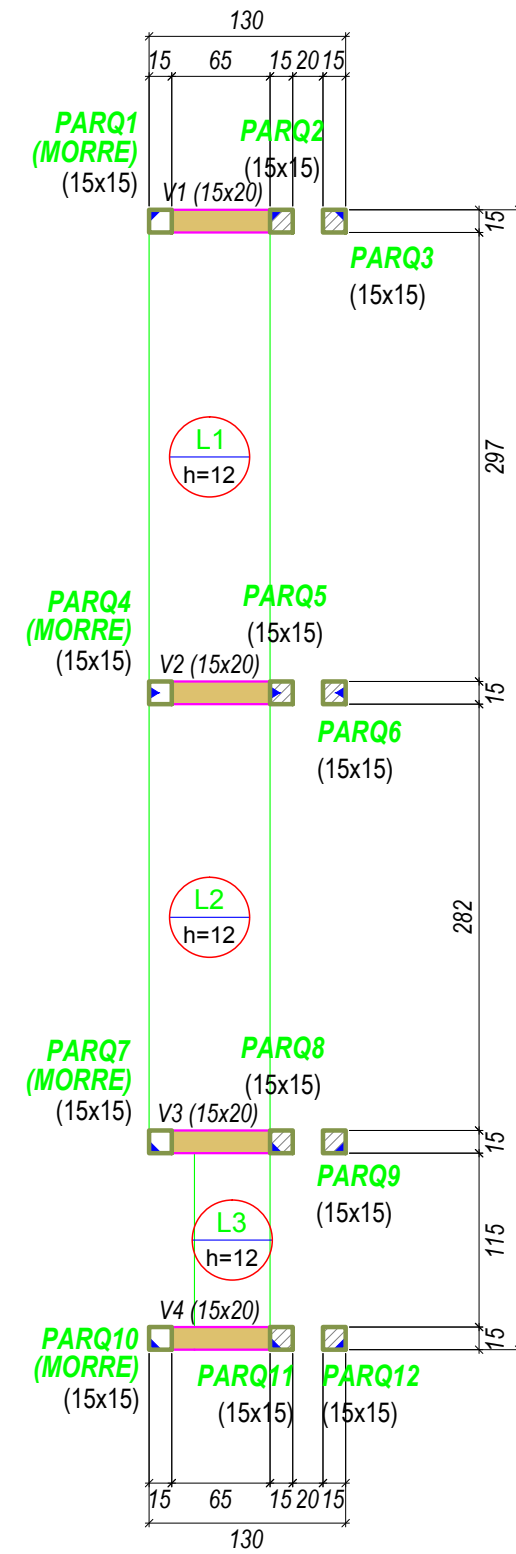 130
15 65 15 20 15
PARQ1
(MORRE)
(15x15)
PARQ2
(15x15)
V1 (15x20)
15
PARQ3
(15x15)
L1
h=12
297
PARQ4
(MORRE)
(15x15)
PARQ5
(15x15)
V2 (15x20)
15
PARQ6
(15x15)
L2
h=12
282
PARQ7
(MORRE)
(15x15)
PARQ8
(15x15)
V3 (15x20)
15
PARQ9
(15x15)
L3
h=12
115
V4 (15x20)
15
PARQ10
(MORRE)
(15x15)
PARQ11
(15x15)
PARQ12
(15x15)
15 65 15 20 15
130